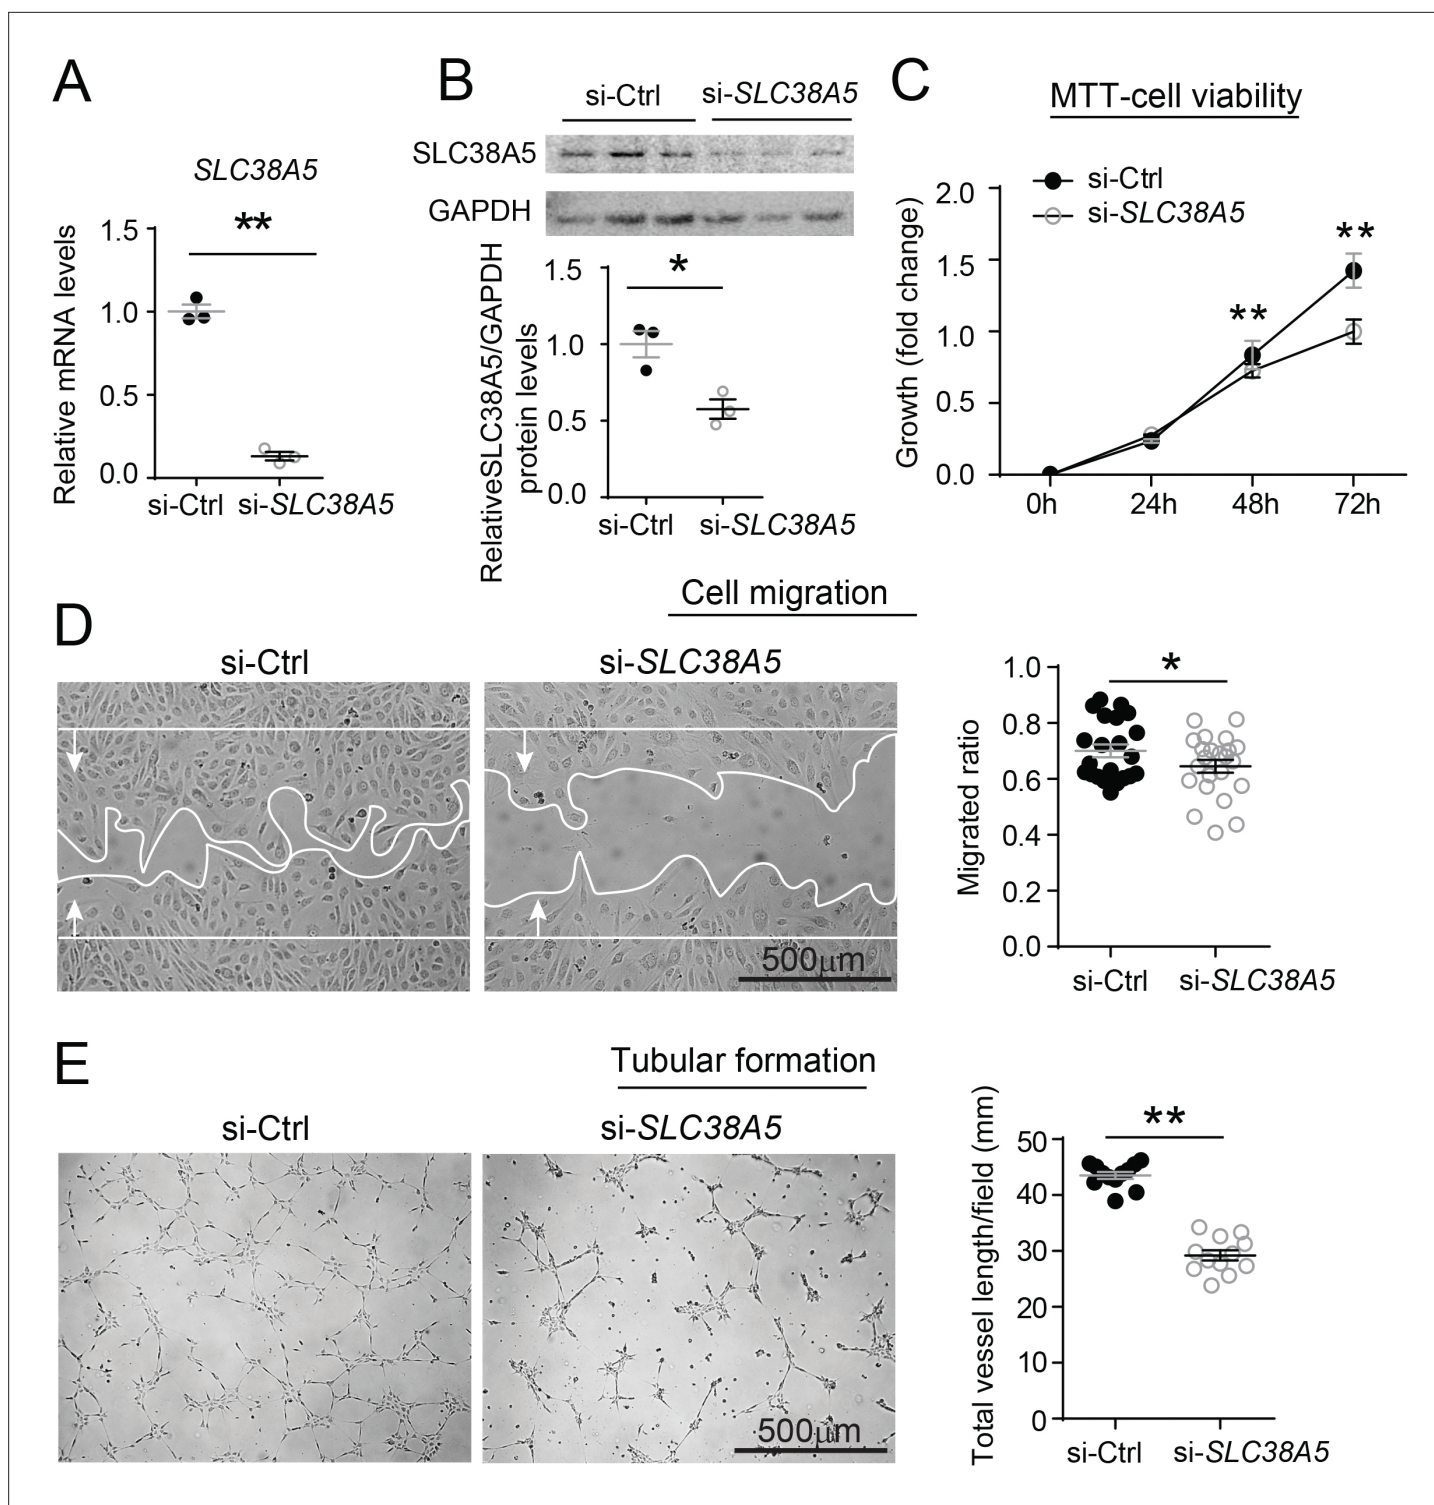 A
SLC38A5
**
Relative mRNA levels
1.5
1.0
0.5
0.0
si-Ctrl
si-SLC38A5
B
si-Ctrl
si-SLC38A5
SLC38A5
GAPDH
RelativeSLC38A5/GAPDH
protein levels
*
1.5
1.0
0.5
0.0
si-Ctrl
si-SLC38A5
C
MTT-cell viability
si-Ctrl
si-SLC38A5
Growth (fold change)
2.0
1.5
1.0
0.5
0.0
**
**
0h
24h
48h
72h
D
Cell migration
si-Ctrl
si-SLC38A5
500µm
Migrated ratio
*
1.0
0.8
0.6
0.4
0.2
0.0
si-Ctrl
si-SLC38A5
E
Tubular formation
si-Ctrl
si-SLC38A5
500µm
Total vessel length/field (mm)
**
50
40
30
20
10
0
si-Ctrl
si-SLC38A5